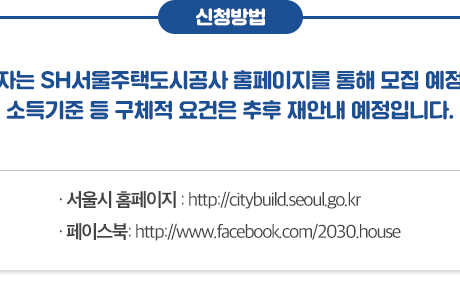 신청방법
자는 SH서울주택도시공사 홈페이지를 통해 모집 예정
소득기준 등 구체적 요건은 추후 재안내 예정입니다.
· 서울시 홈페이지 : http://citybuild.seoul.go.kr
· 페이스북: http://www.facebook.com/2030.house